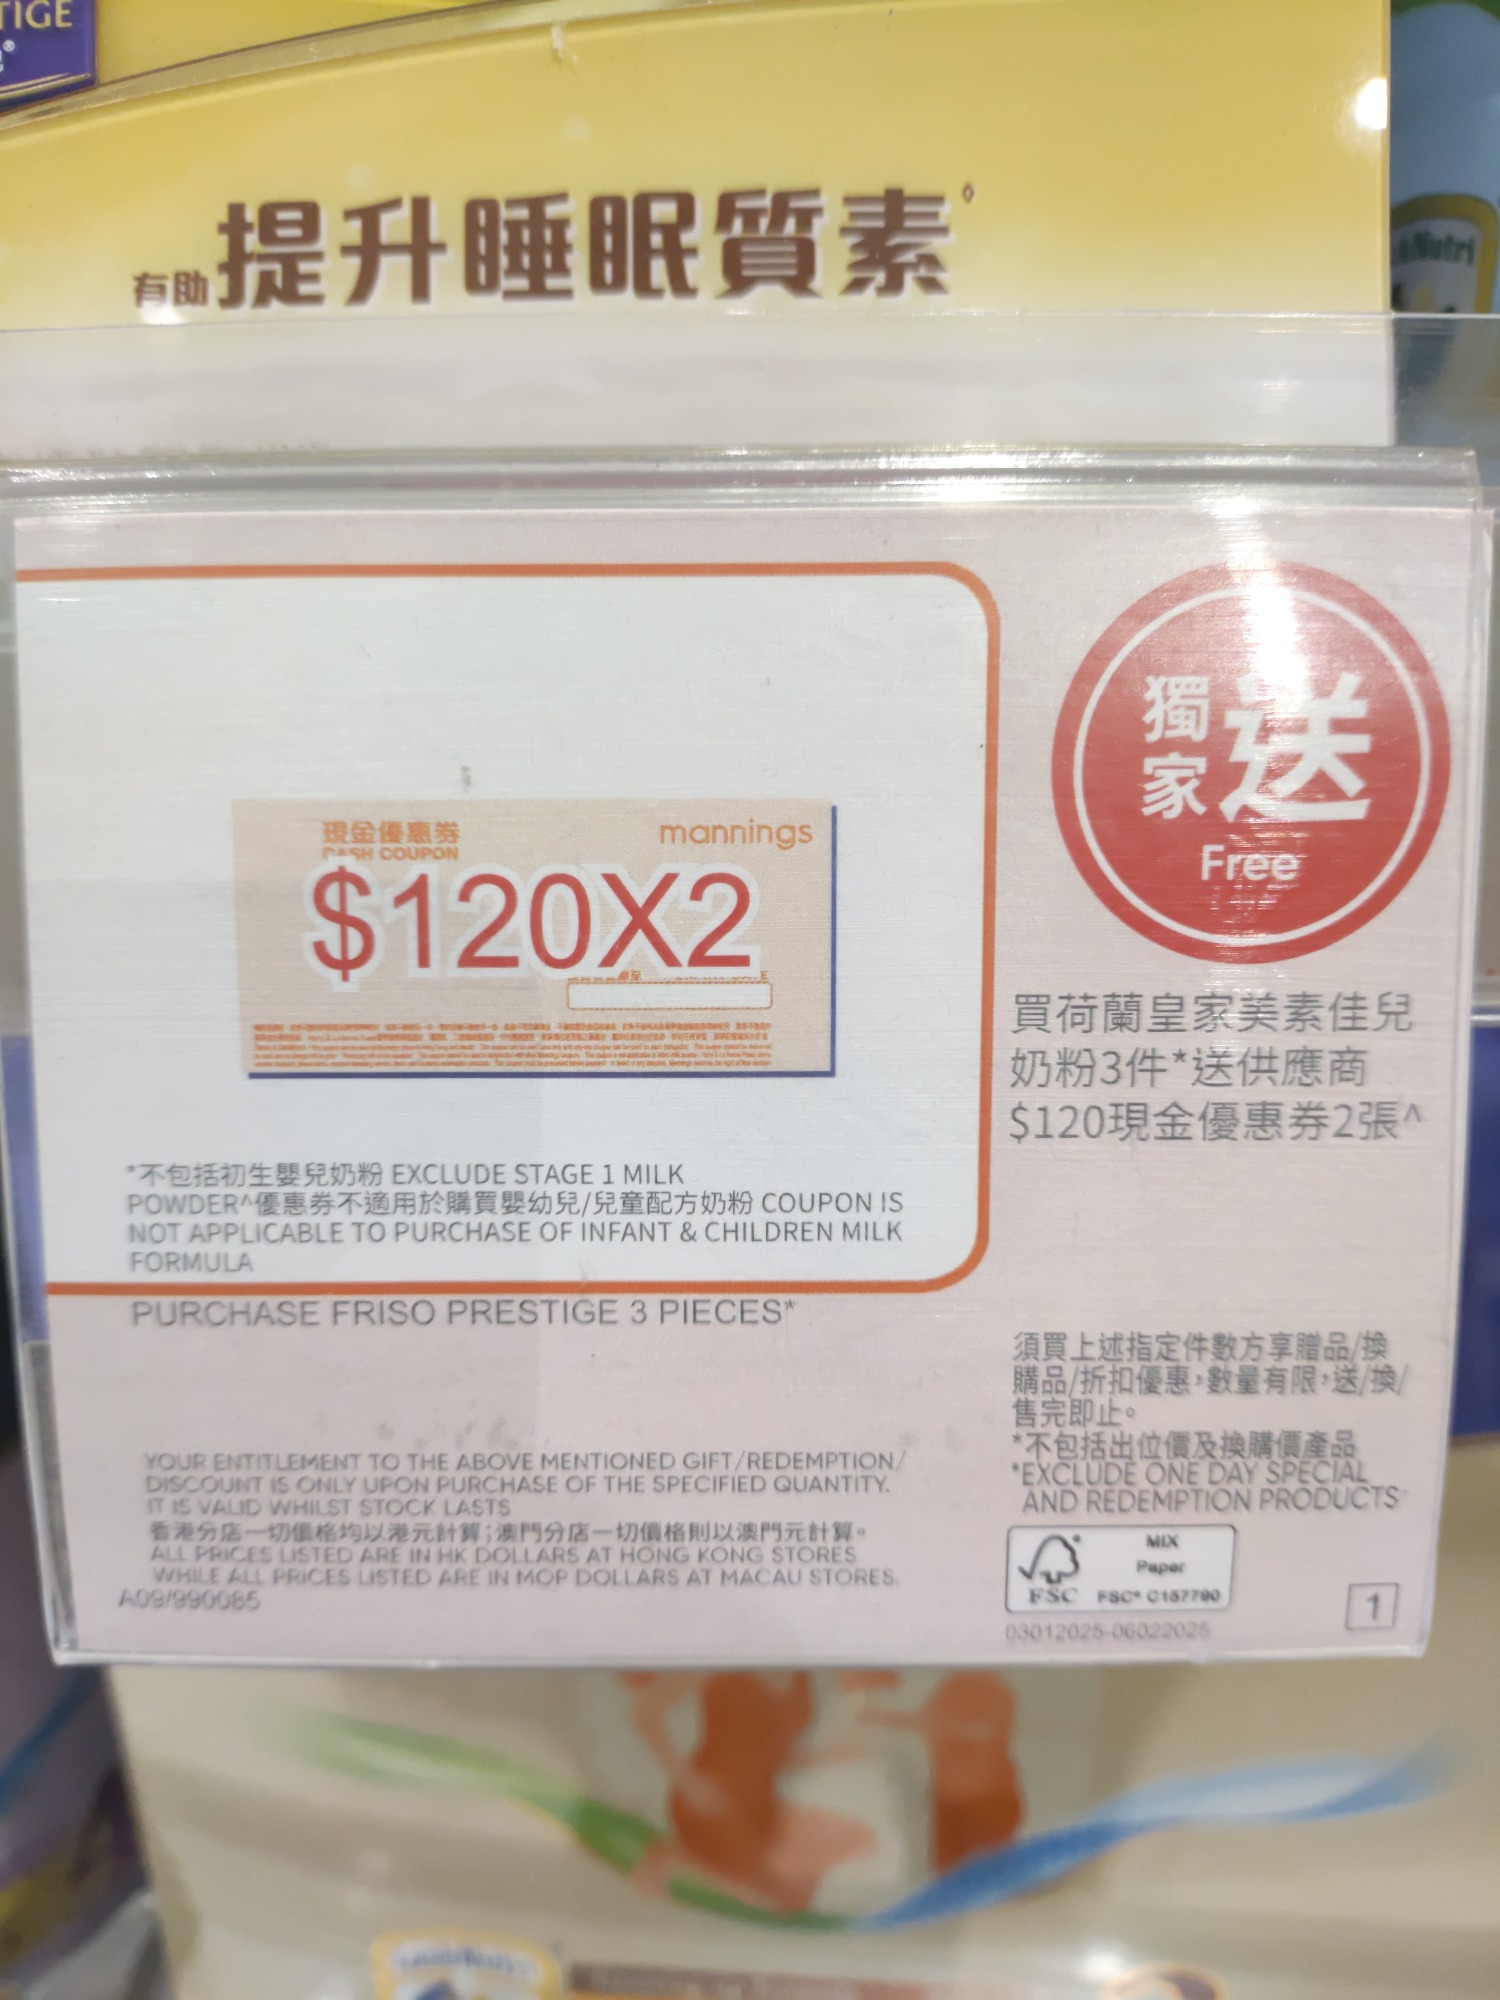 TIGE
有助提升睡眠質素
Nutri
獨家送
Free
現金優惠券
CASH COUPON
mannings
$120X2
買荷蘭皇家美素佳兒
奶粉3件*送供應商
$120現金優惠券2張^
*不包括初生嬰兒奶粉 EXCLUDE STAGE 1 MILK
POWDER^優惠券不適用於購買嬰幼兒/兒童配方奶粉 COUPON IS
NOT APPLICABLE TO PURCHASE OF INFANT & CHILDREN MILK
FORMULA
PURCHASE FRISO PRESTIGE 3 PIECES*
須買上述指定件數方享贈品/換
購品/折扣優惠，數量有限，送/換/
售完即止。
*不包括出位價及換購價產品
*EXCLUDE ONE DAY SPECIAL
AND REDEMPTION PRODUCTS
YOUR ENTITLEMENT TO THE ABOVE MENTIONED GIFT/REDEMPTION/
DISCOUNT IS ONLY UPON PURCHASE OF THE SPECIFIED QUANTITY.
IT IS VALID WHILST STOCK LASTS
香港分店一切價格均以港元計算；澳門分店一切價格則以澳門元計算。
ALL PRICES LISTED ARE IN HK DOLLARS AT HONG KONG STORES
WHILE ALL PRICES LISTED ARE IN MOP DOLLARS AT MACAU STORES.
A09/990085
MIX
Paper
FSC
FSC® C157790
03012025-06022025
1